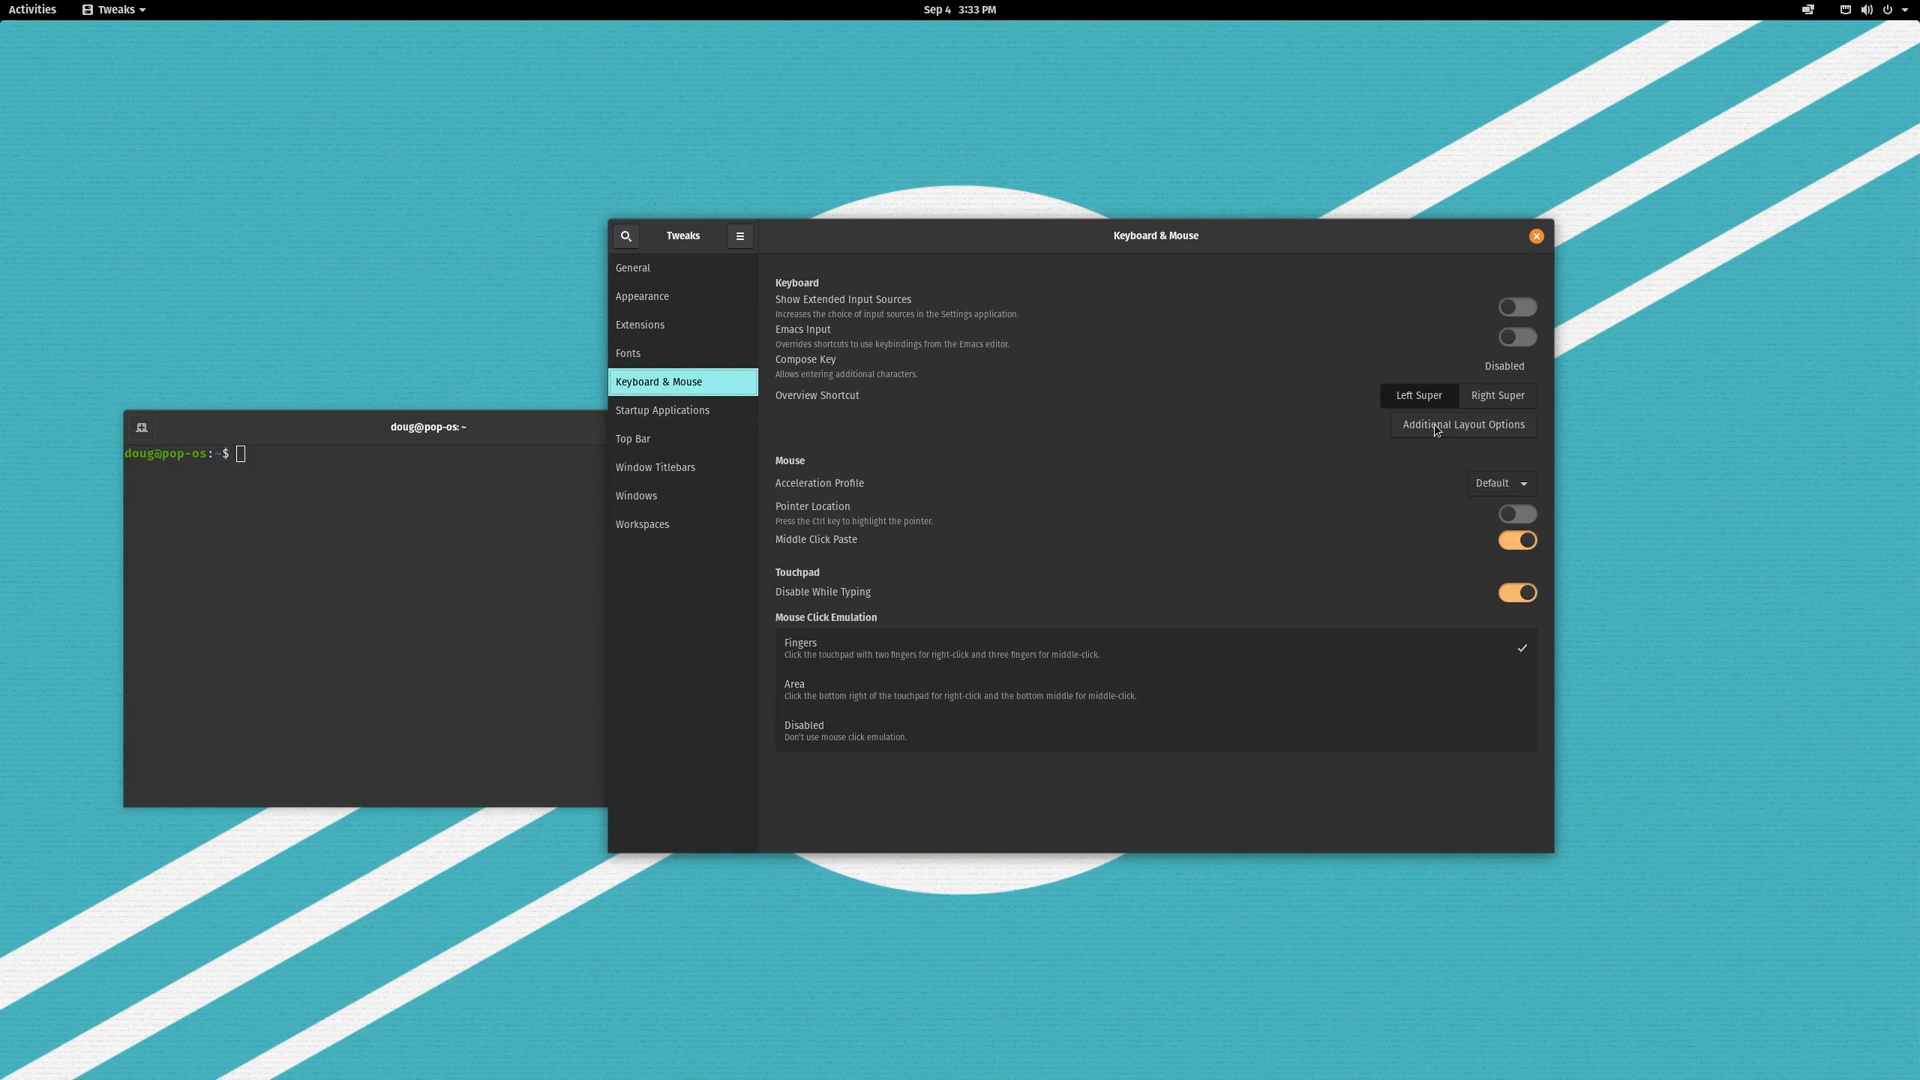 Activities
Tweaks
Sep 4 3:33 PM
Tweaks
Keyboard & Mouse
General
Appearance
Extensions
Fonts
Keyboard & Mouse
Startup Applications
Top Bar
Window Titlebars
Windows
Workspaces
Keyboard
Show Extended Input Sources
Increases the choice of input sources in the Settings application.
Emacs Input
Overrides shortcuts to use keybindings from the Emacs editor.
Compose Key
Disabled
Allows entering additional characters.
Overview Shortcut
Left Super
Right Super
Additional Layout Options
Mouse
Acceleration Profile
Default
Pointer Location
Press the Ctrl key to highlight the pointer.
Middle Click Paste
Touchpad
Disable While Typing
Mouse Click Emulation
Fingers
Click the touchpad with two fingers for right-click and three fingers for middle-click.
Area
Click the bottom right of the touchpad for right-click and the bottom middle for middle-click.
Disabled
Don't use mouse click emulation.
doug@pop-os: ~
doug@pop-os:~$